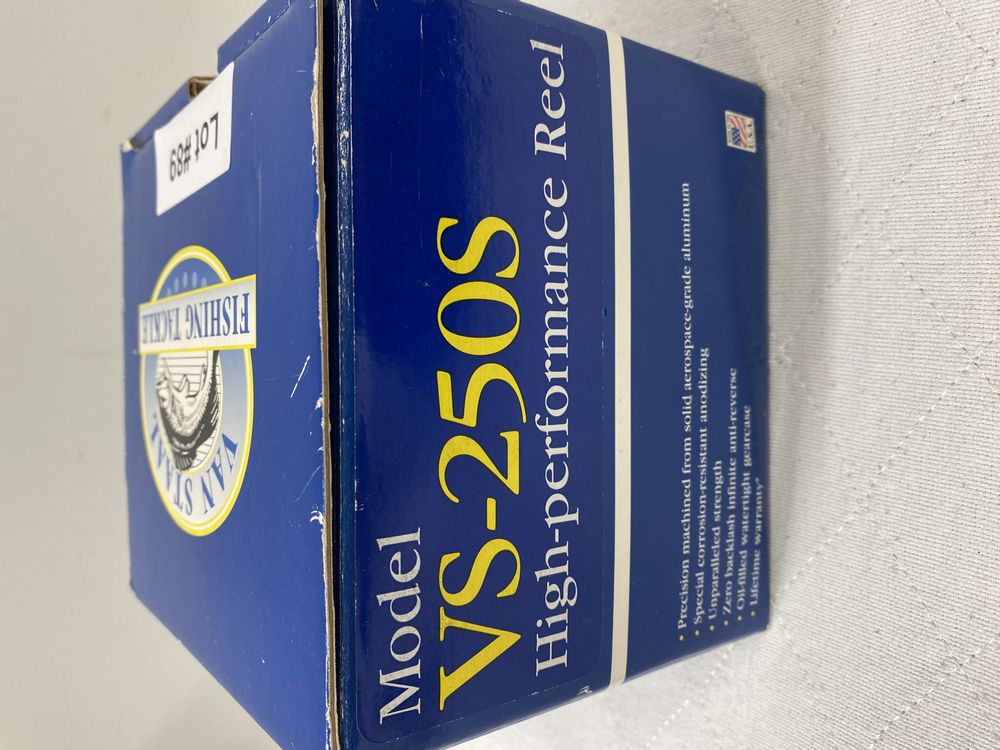 Lot #89
VAN STAAL
FISHING TACKLE
Model
VS-250S
High-performance Reel
• Precision machined from solid aerospace-grade aluminum
• Special corrosion-resistant anodizing
• Unparalleled strength
• Zero backlash infinite anti-reverse
• Oil-filled watertight gearcase
• Lifetime warranty*
U.S.A.